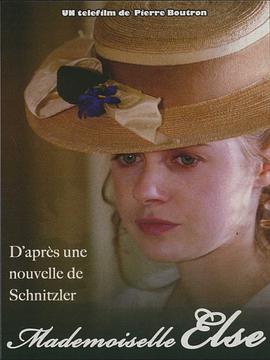 UN telefilm de Pierre Boutron
D'après une
nouvelle de
Schnitzler
Mademoiselle Else